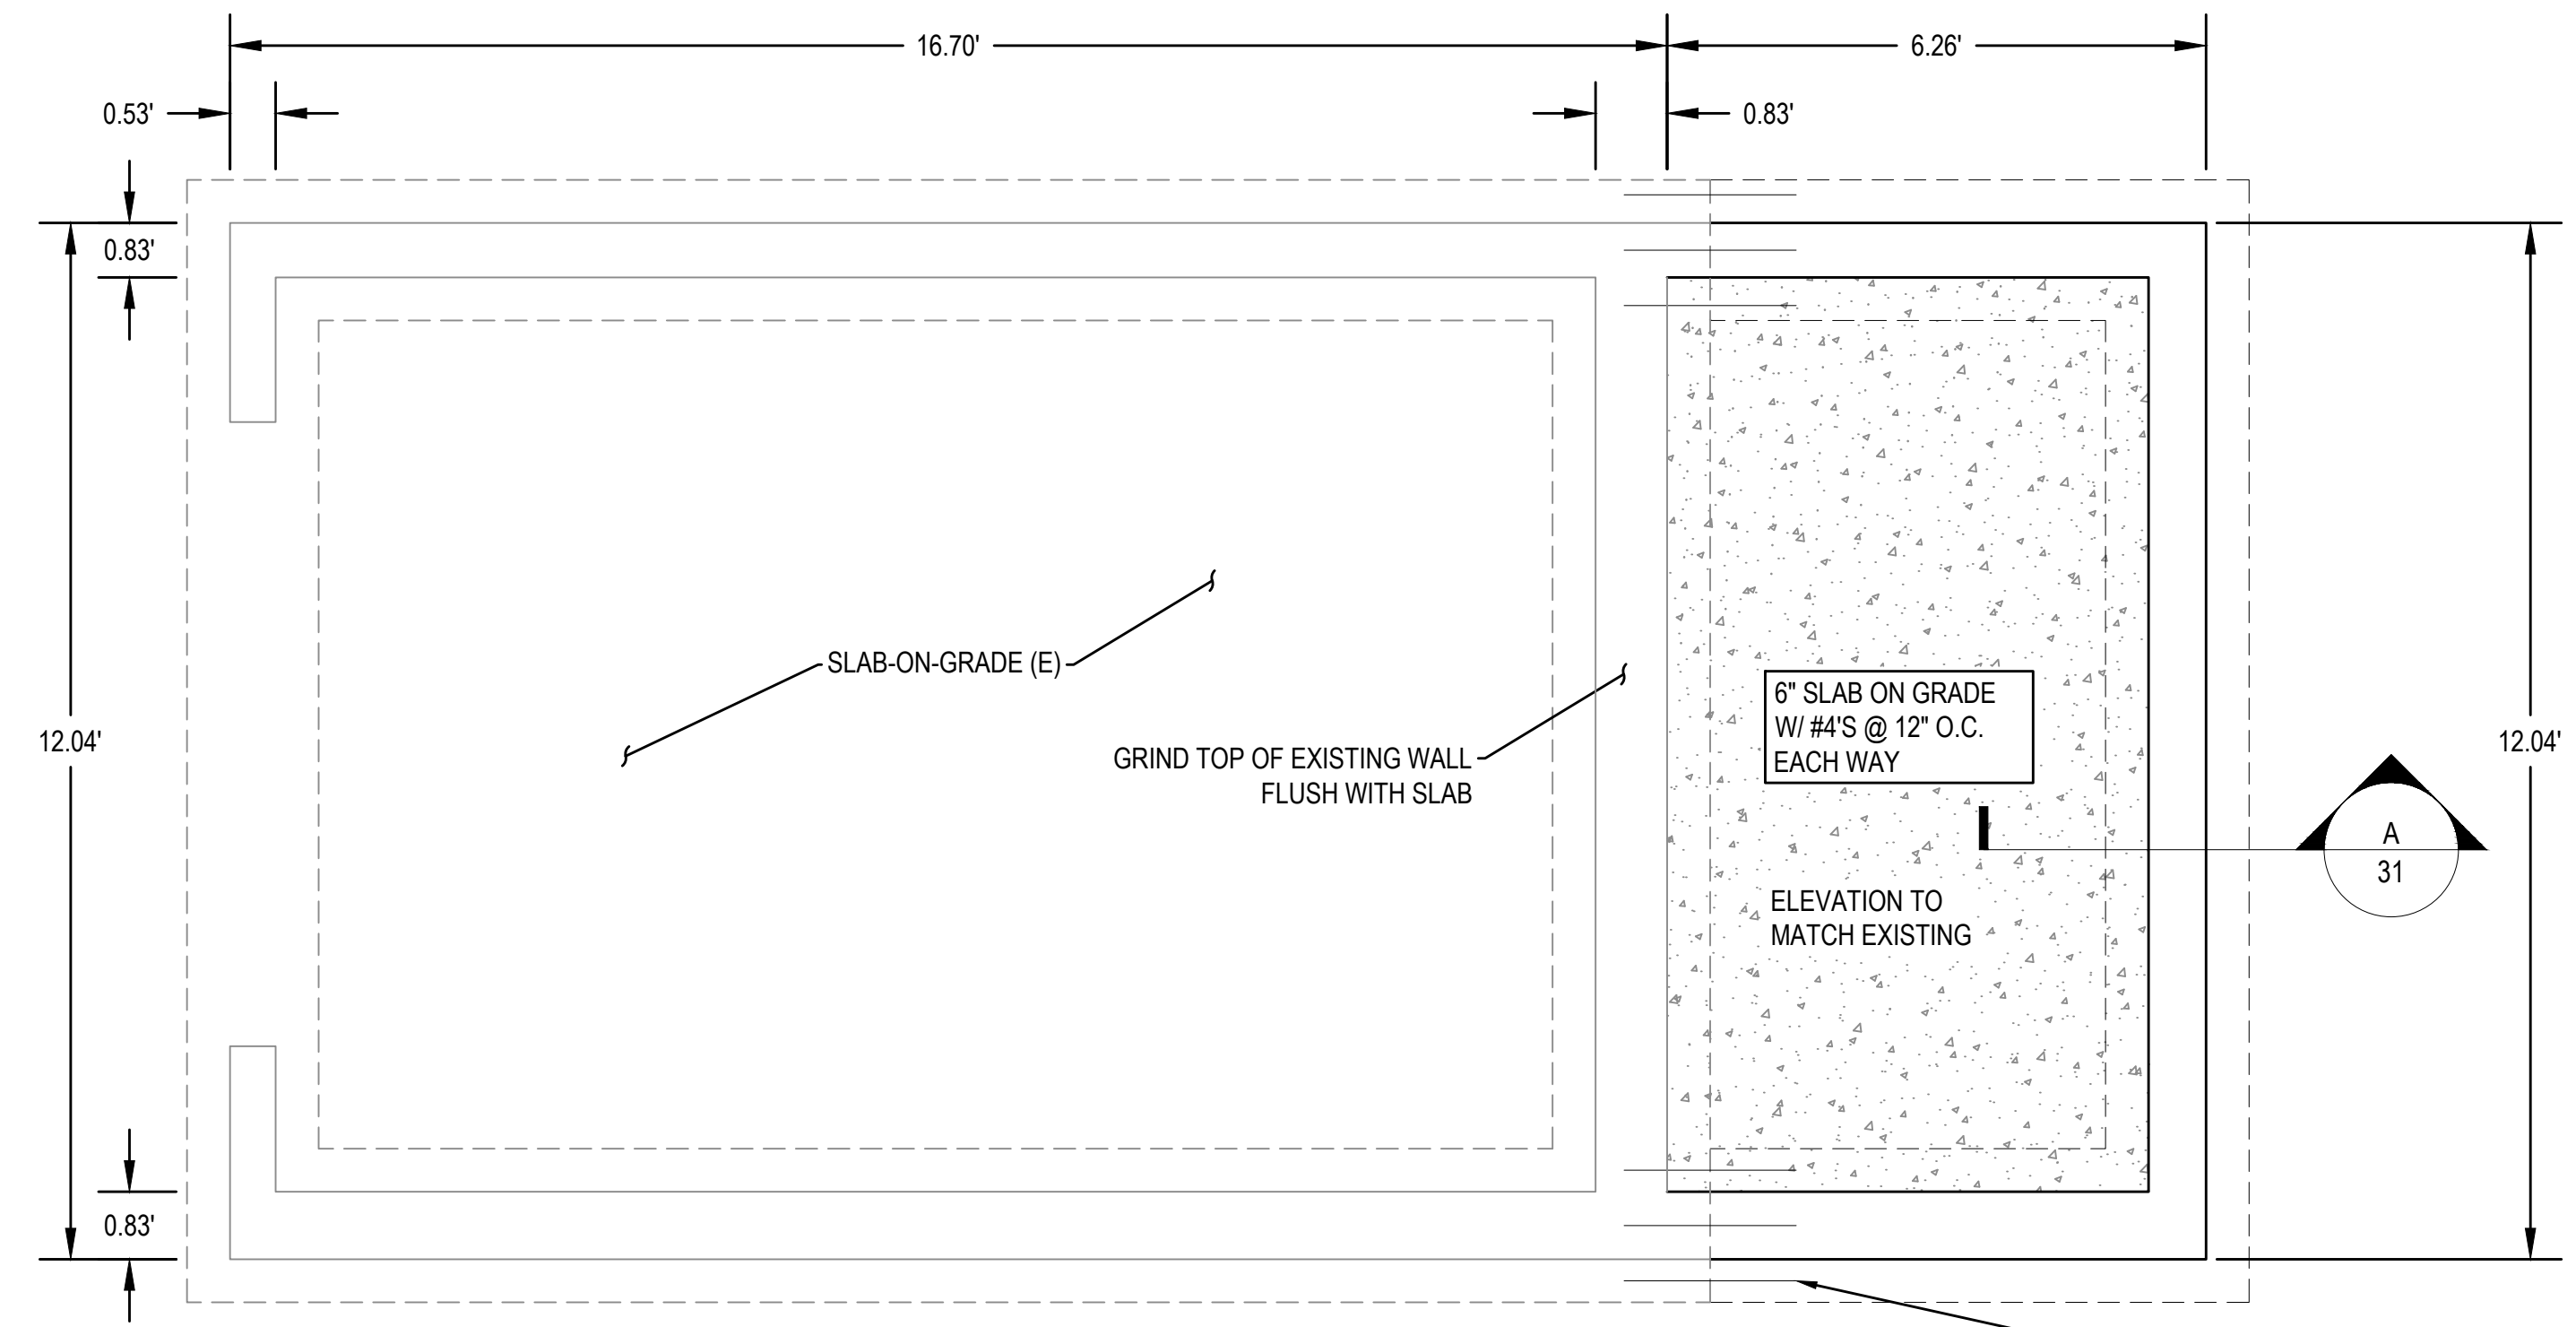 16.70'
6.26'
0.53'
0.83'
0.83'
SLAB-ON-GRADE (E)
6" SLAB ON GRADE
W/ #4'S @ 12" O.C.
EACH WAY
12.04'
GRIND TOP OF EXISTING WALL
FLUSH WITH SLAB
12.04'
A
31
ELEVATION TO
MATCH EXISTING
0.83'